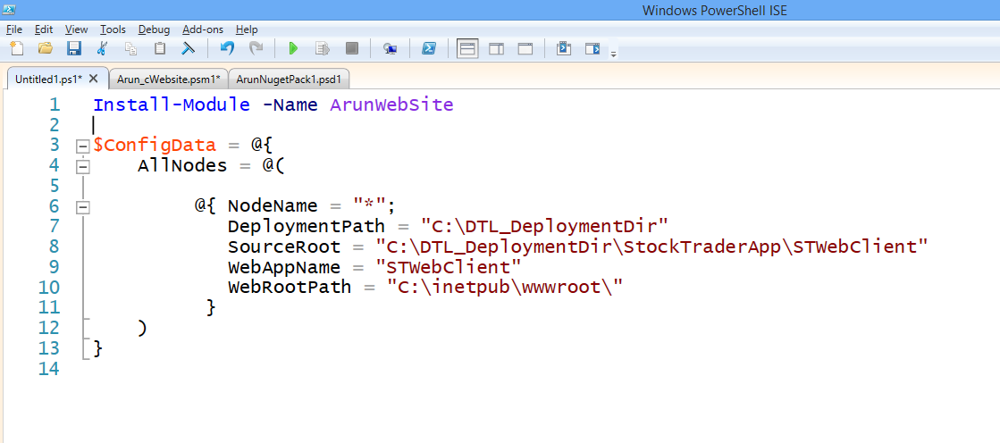 Windows PowerShell ISE
File Edit View Tools Debug Add-ons Help
Untitled1.ps1* X Arun_cWebsite.psm1* ArunNugetPack1.psd1
1 Install-Module -Name ArunWebSite
2
3 $ConfigData = @{
4 AllNodes = @(
5
6 @{ NodeName = "*";
7 DeploymentPath = "C:\DTL_DeploymentDir"
8 SourceRoot = "C:\DTL_DeploymentDir\StockTraderApp\STWebClient"
9 WebAppName = "STWebClient"
10 WebRootPath = "C:\inetpub\wwwroot\"
11 }
12 )
13 }
14